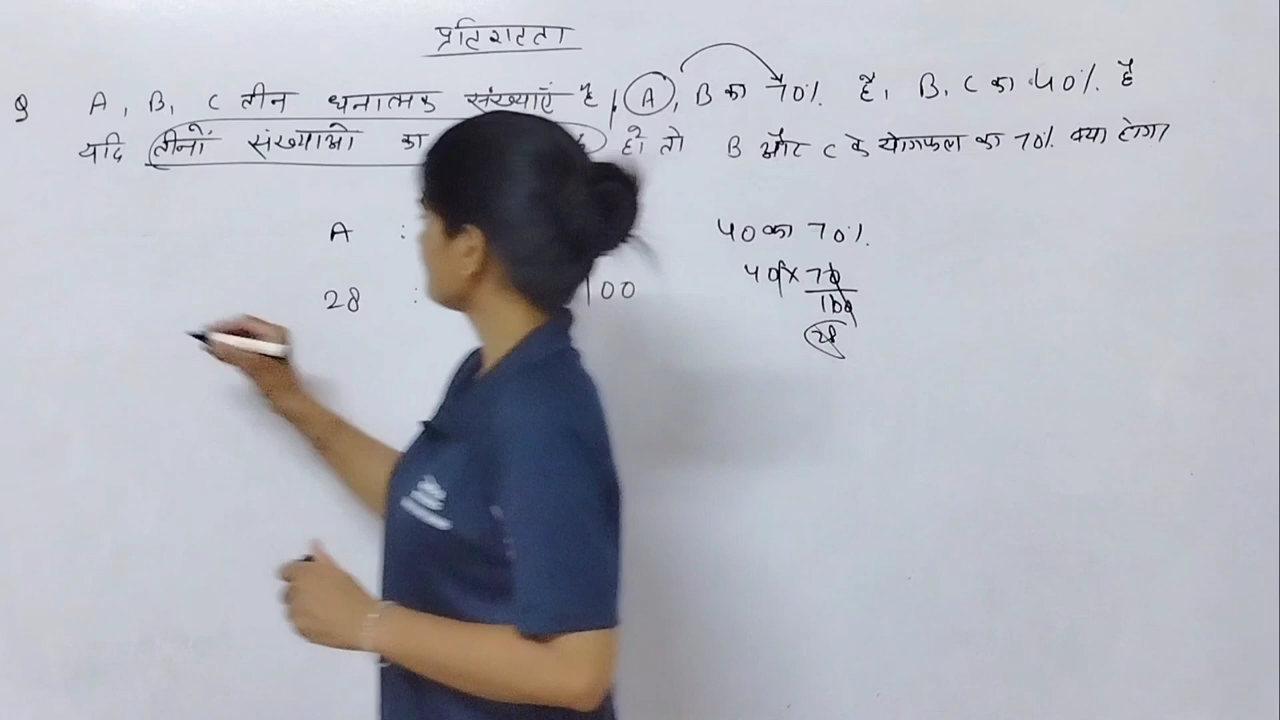 प्रतिशतता
Q A, B, C तीन धनात्मक संख्याएँ है, A, B का 70% है, B, C का 40% है
यदि तीनों संख्याओ का हो तो B और C के योगफल का 70% क्या होगा
A :
28 : 100
40 का 70%.
40 x 70
100
28